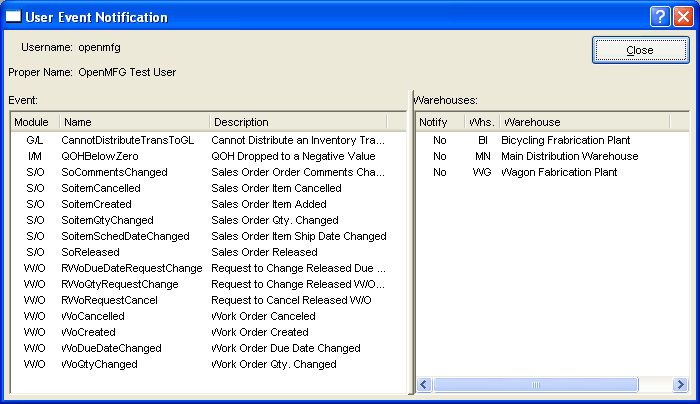 User Event Notification
Username: openmfg
Close
Proper Name: OpenMFG Test User
Event:
Module Name Description
G/L CannotDistributeTransToGL Cannot Distribute an Inventory Tra...
I/M QOHBelowZero QOH Dropped to a Negative Value
S/O SoCommentsChanged Sales Order Order Comments Cha...
S/O SoitemCancelled Sales Order Item Cancelled
S/O SoitemCreated Sales Order Item Added
S/O SoitemQtyChanged Sales Order Qty. Changed
S/O SoitemSchedDateChanged Sales Order Item Ship Date Changed
S/O SoReleased Sales Order Released
W/O RWoDueDateRequestChange Request to Change Released Due ...
W/O RWoQtyRequestChange Request to Change Released W/O...
W/O RWoRequestCancel Request to Cancel Released W/O
W/O WoCancelled Work Order Canceled
W/O WoCreated Work Order Created
W/O WoDueDateChanged Work Order Due Date Changed
W/O WoQtyChanged Work Order Qty. Changed
Warehouses:
Notify Whs. Warehouse
No BI Bicycling Frabrication Plant
No MN Main Distribution Warehouse
No WG Wagon Fabrication Plant